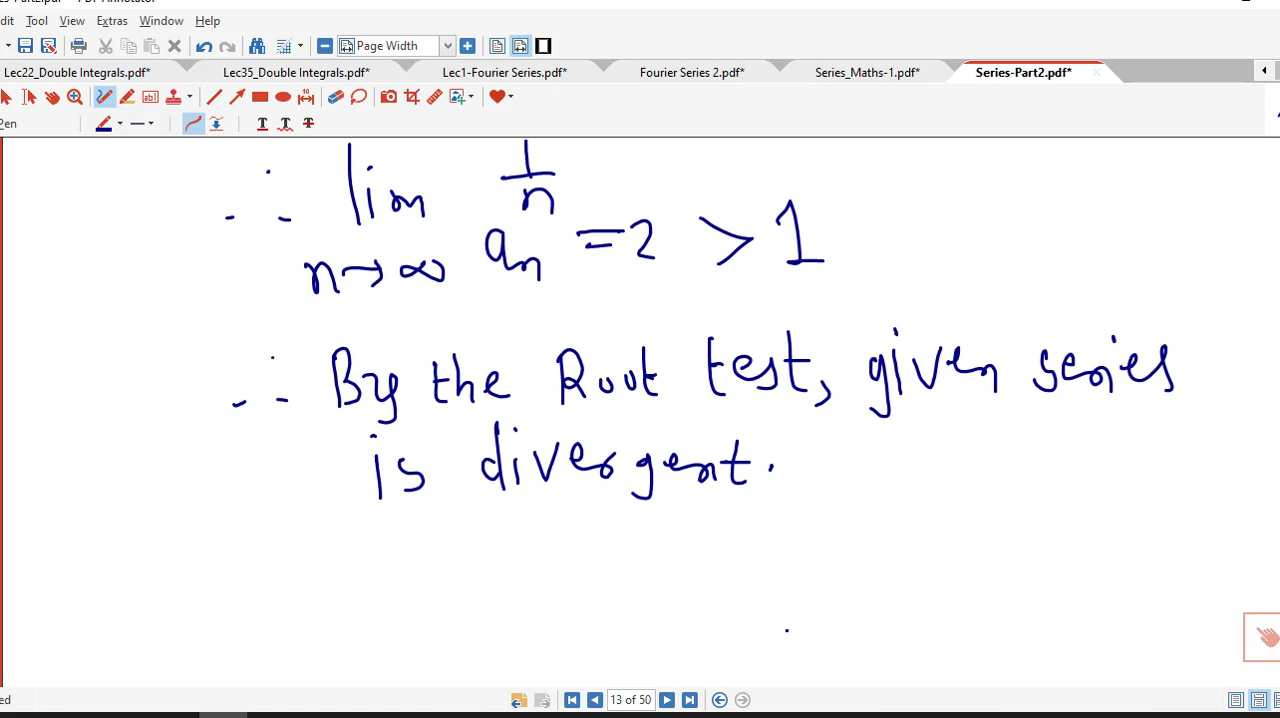 Edit Tool View Extras Window Help
Page Width
Lec22_Double Integrals.pdf* Lec35_Double Integrals.pdf* Lec1-Fourier Series.pdf* Fourier Series 2.pdf* Series_Maths-1.pdf* Series-Part2.pdf*
Pen
∴ lim 1/n
n→∞ an =2 > 1
∴ By the Root test, given series
is divergent.
13 of 50